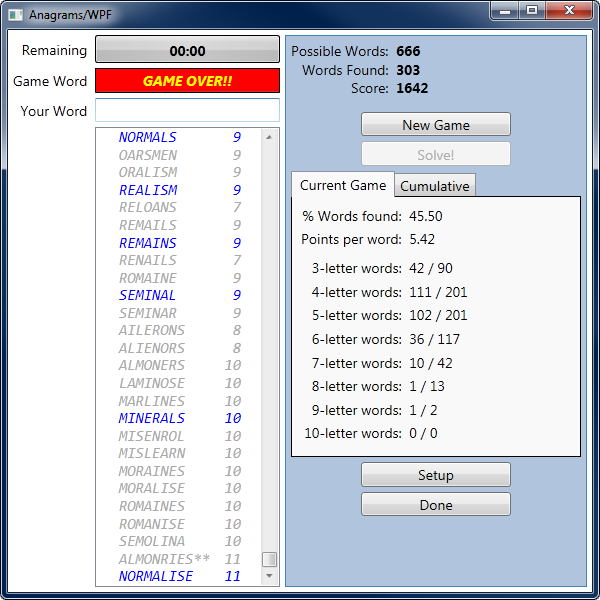 Anagrams/WPF
Remaining 00:00
Game Word GAME OVER!!
Your Word
NORMALS 9
OARSMEN 9
ORALISM 9
REALISM 9
RELOANS 7
REMAILS 9
REMAINS 9
RENAILS 7
ROMAINE 9
SEMINAL 9
SEMINAR 9
AILERONS 8
ALIENORS 8
ALMONERS 10
LAMINOSE 10
MARLINES 10
MINERALS 10
MISENROL 10
MISLEARN 10
MORAINES 10
MORALISE 10
ROMAINES 10
ROMANISE 10
SEMOLINA 10
ALMONRIES** 11
NORMALISE 11
Possible Words: 666
Words Found: 303
Score: 1642
New Game
Solve!
Current Game Cumulative
% Words found: 45.50
Points per word: 5.42
3-letter words: 42 / 90
4-letter words: 111 / 201
5-letter words: 102 / 201
6-letter words: 36 / 117
7-letter words: 10 / 42
8-letter words: 1 / 13
9-letter words: 1 / 2
10-letter words: 0 / 0
Setup
Done